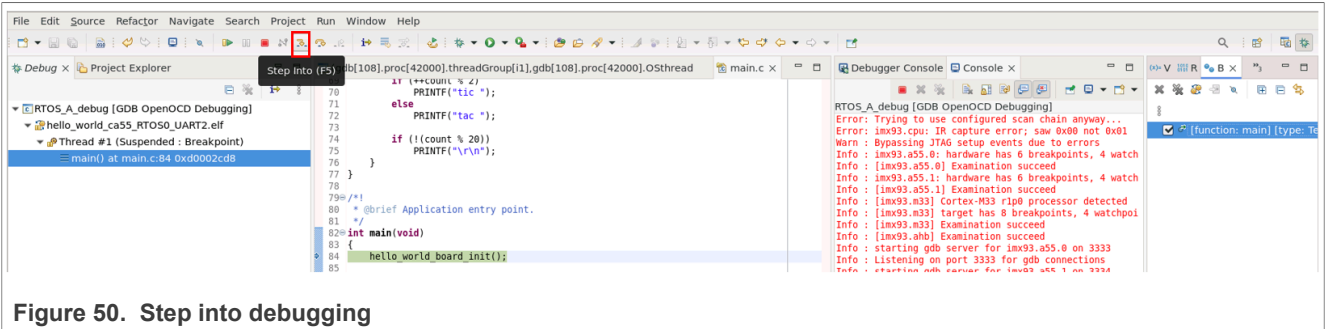 File Edit Source Refactor Navigate Search Project Run Window Help
Debug × Project Explorer
Step Into (F5)
db[108].proc[42000].threadGroup[i1],gdb[108].proc[42000].OSthread
main.c ×
RTOS_A_debug [GDB OpenOCD Debugging]
hello_world_ca55_RTOS0_UART2.elf
Thread #1 (Suspended : Breakpoint)
main() at main.c:84 0xd0002cd8
if (++count % 2)
70 PRINTF("tic ");
71 else
72 PRINTF("tac ");
73
74 if (!(count % 20))
75 PRINTF("\r\n");
76 }
77 }
78
79 /*!
80 * @brief Application entry point.
81 */
82 int main(void)
83 {
84 hello_world_board_init();
85
Debugger Console Console ×
RTOS_A_debug [GDB OpenOCD Debugging]
Error: Trying to use configured scan chain anyway...
Error: imx93.cpu: IR capture error; saw 0x00 not 0x01
Warn : Bypassing JTAG setup events due to errors
Info : imx93.a55.0: hardware has 6 breakpoints, 4 watch
Info : [imx93.a55.0] Examination succeed
Info : imx93.a55.1: hardware has 6 breakpoints, 4 watch
Info : [imx93.a55.1] Examination succeed
Info : [imx93.m33] Cortex-M33 r1p0 processor detected
Info : [imx93.m33] target has 8 breakpoints, 4 watchpoi
Info : [imx93.m33] Examination succeed
Info : [imx93.ahb] Examination succeed
Info : starting gdb server for imx93.a55.0 on 3333
Info : Listening on port 3333 for gdb connections
Info : starting gdb server for imx93.a55.1 on 3334
V R B ×
[function: main] [type: Te
Figure 50. Step into debugging